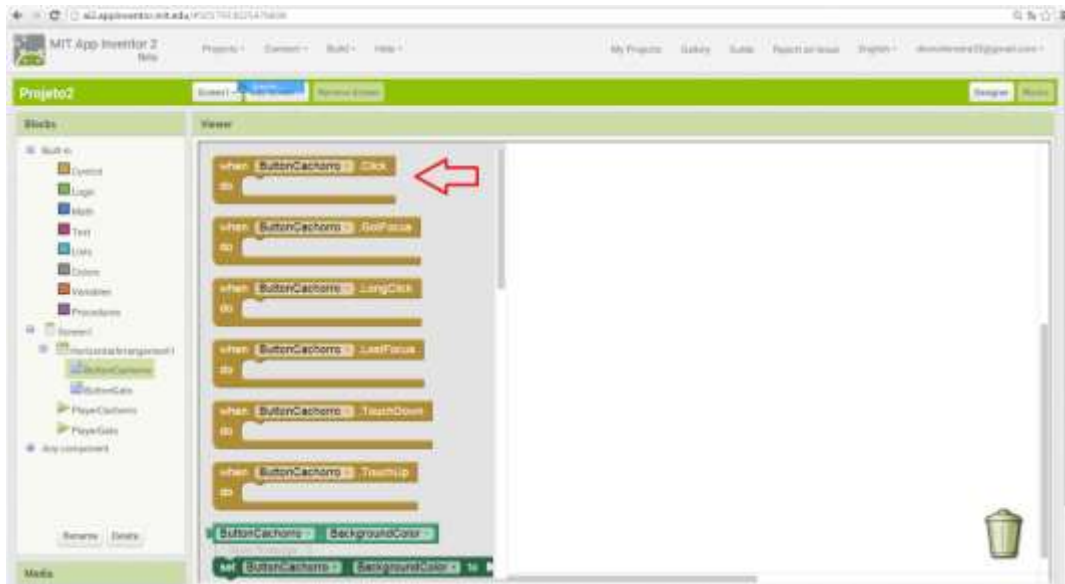 ai2.appinventor.mit.edu
MIT App Inventor 2
Beta
Projects
Connect
Build
Help
My Projects
Gallery
Guide
Report an Issue
English
Projeto2
Screen1
Remove Screen
Designer
Blocks
Blocks
Viewer
Built-in
Control
Logic
Math
Text
Lists
Colors
Variables
Procedures
Screen1
HorizontalArrangement1
ButtonCachorro
ButtonGato
PlayerCachorro
PlayerGato
Any component
Rename
Delete
Media
when ButtonCachorro .Click
do
when ButtonCachorro .GotFocus
do
when ButtonCachorro .LongClick
do
when ButtonCachorro .LostFocus
do
when ButtonCachorro .TouchDown
do
when ButtonCachorro .TouchUp
do
ButtonCachorro . BackgroundColor
set ButtonCachorro . BackgroundColor to